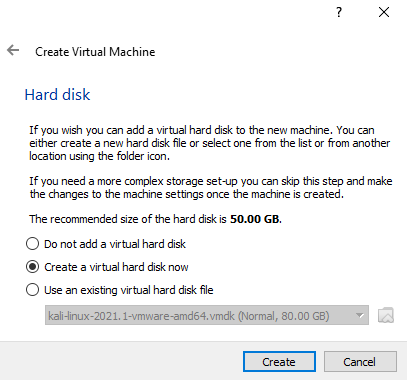 ?
Create Virtual Machine
Hard disk
If you wish you can add a virtual hard disk to the new machine. You can
either create a new hard disk file or select one from the list or from another
location using the folder icon.
If you need a more complex storage set-up you can skip this step and make
the changes to the machine settings once the machine is created.
The recommended size of the hard disk is 50.00 GB.
Do not add a virtual hard disk
Create a virtual hard disk now
Use an existing virtual hard disk file
kali-linux-2021.1-vmware-amd64.vmdk (Normal, 80.00 GB)
Create Cancel